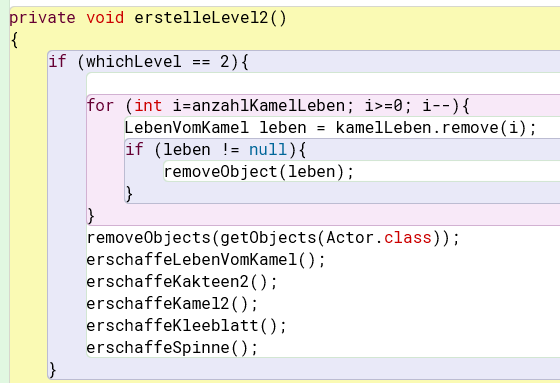 private void erstelleLevel2()
{
if (whichLevel == 2){
for (int i=anzahlKamelLeben; i>=0; i--){
LebenVomKamel leben = kamelLeben.remove(i);
if (leben != null){
removeObject(leben);
}
}
removeObjects(getObjects(Actor.class));
erschaffeLebenVomKamel();
erschaffeKakteen2();
erschaffeKamel2();
erschaffeKleeblatt();
erschaffeSpinne();
}